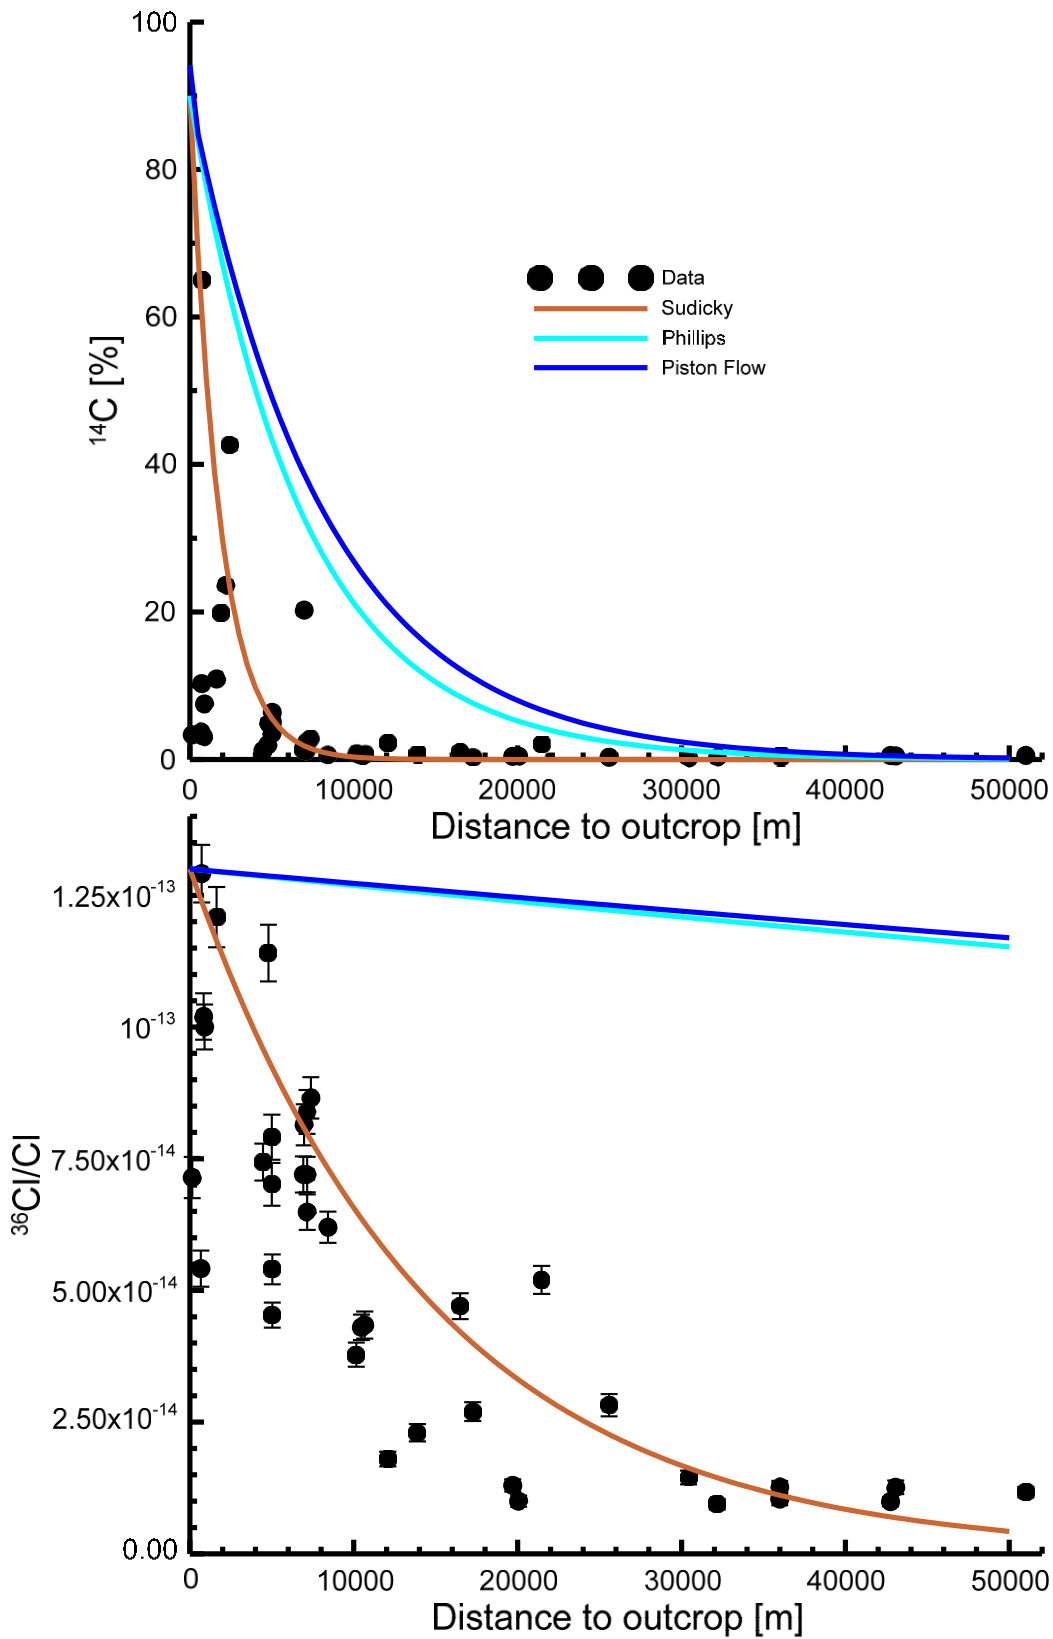 100
80
60
40
20
0
¹⁴C [%]
Data
Sudicky
Phillips
Piston Flow
0 10000 20000 30000 40000 50000
Distance to outcrop [m]
1.25x10⁻¹³
10⁻¹³
7.50x10⁻¹⁴
5.00x10⁻¹⁴
2.50x10⁻¹⁴
0.00
³⁶Cl/Cl
0 10000 20000 30000 40000 50000
Distance to outcrop [m]